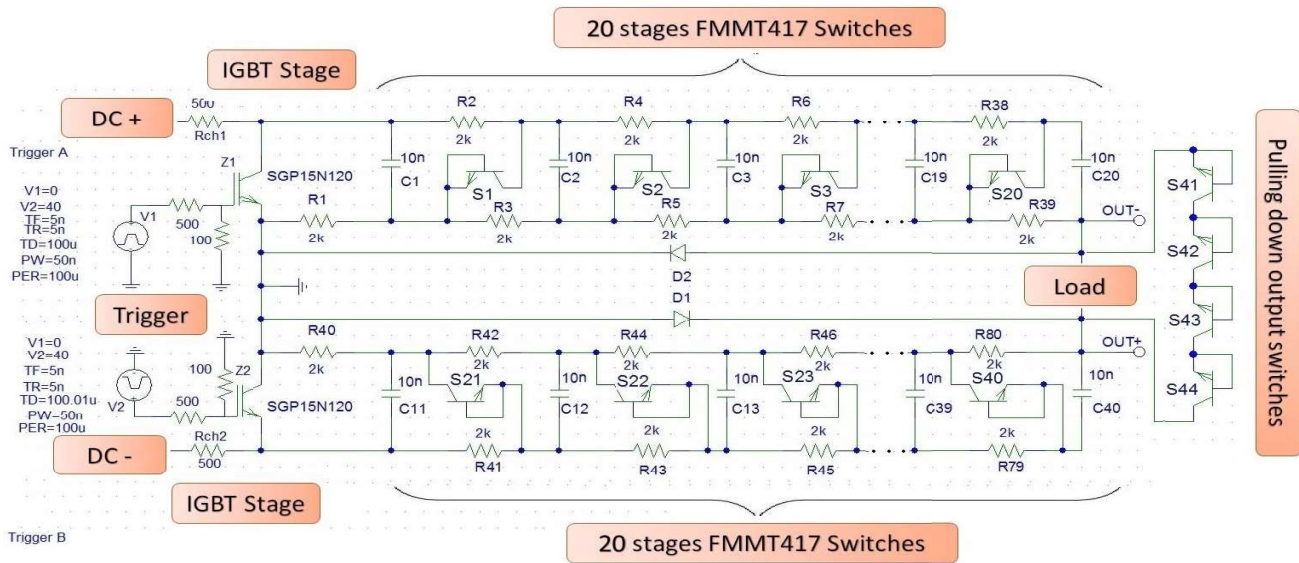 20 stages FMMT417 Switches
IGBT Stage
DC +
500
Rch1
R2
2k
R4
2k
R6
2k
R38
2k
Trigger A
Z1
SGP15N120
10n
C1
10n
C2
10n
C3
10n
C19
10n
C20
S1
S2
S3
S20
V1=0
V2=40
TF=5n
TR=5n
TD=100u
PW=50n
PER=100u
V1
500
100
R1
2k
R3
2k
R5
2k
R7
2k
R39
2k
OUT-
S41
S42
S43
S44
Pulling down output switches
D2
D1
Load
Trigger
V1=0
V2=40
TF=5n
TR=5n
TD=100.01u
PW=50n
PER=100u
V2
100
500
Z2
SGP15N120
R40
2k
R42
2k
R44
2k
R46
2k
R80
2k
OUT+
10n
C11
10n
C12
10n
C13
10n
C39
10n
C40
S21
S22
S23
S40
DC -
Rch2
500
2k
R41
2k
R43
2k
R45
2k
R79
IGBT Stage
20 stages FMMT417 Switches
Trigger B